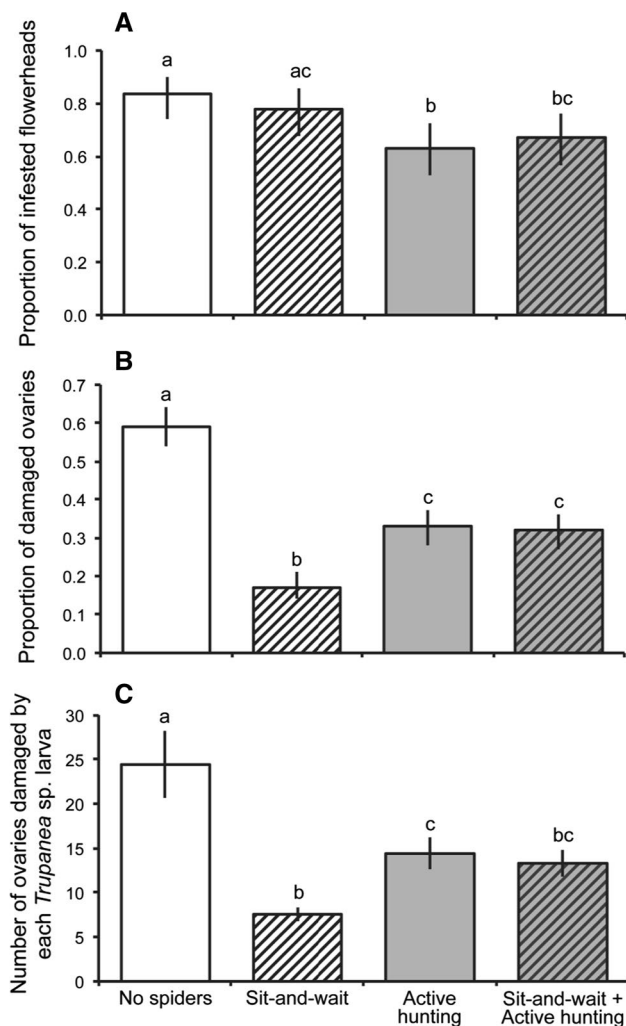 A
Proportion of infested flowerheads
1.0
0.8
0.6
0.4
0.2
0.0
a
ac
b
bc
B
Proportion of damaged ovaries
0.7
0.6
0.5
0.4
0.3
0.2
0.1
0.0
a
b
c
c
C
Number of ovaries damaged by
each Trupanea sp. larva
30
25
20
15
10
5
0
a
b
c
bc
No spiders
Sit-and-wait
Active
hunting
Sit-and-wait +
Active hunting